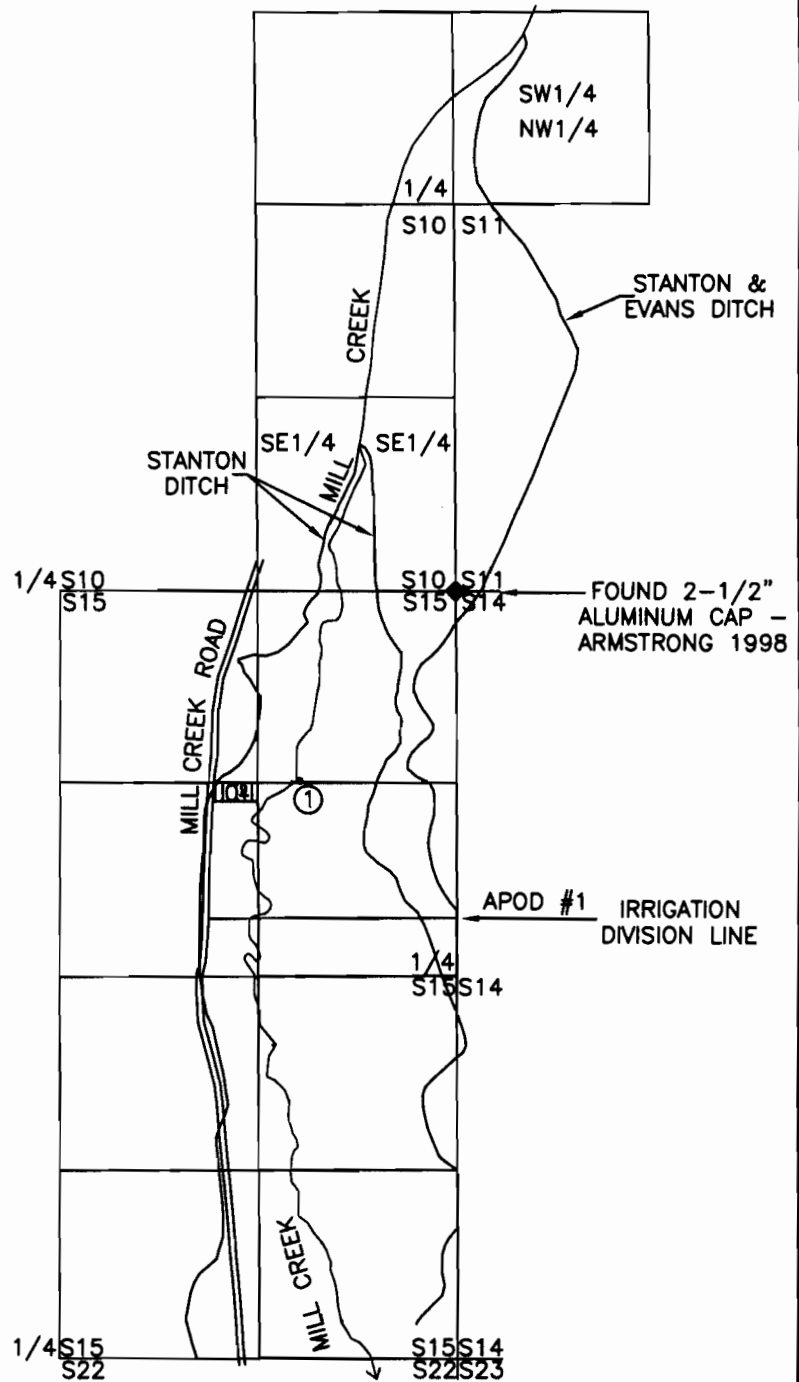 SW1/4
NW1/4
1/4
S10 S11
STANTON &
EVANS DITCH
CREEK
SE1/4 SE1/4
STANTON
DITCH
MILL
1/4 S10
S15
S10 S11
S15 S14
FOUND 2-1/2"
ALUMINUM CAP -
ARMSTRONG 1998
MILL CREEK ROAD
1
APOD #1
IRRIGATION
DIVISION LINE
1/4
S15 S14
MILL CREEK
1/4 S15
S22
S15 S14
S22 S23